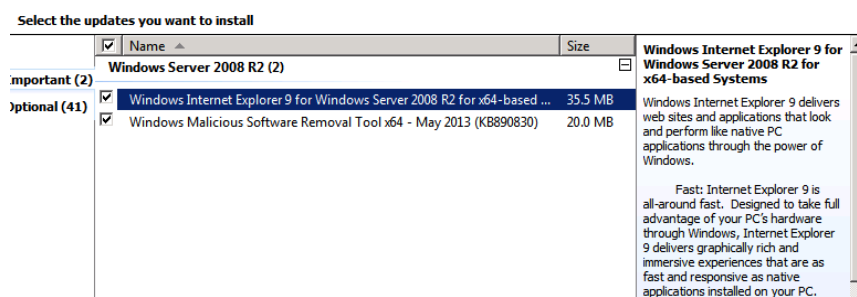 Select the updates you want to install
Name
Size
Windows Server 2008 R2 (2)
Important (2)
Optional (41)
Windows Internet Explorer 9 for Windows Server 2008 R2 for x64-based ... 35.5 MB
Windows Malicious Software Removal Tool x64 - May 2013 (KB890830) 20.0 MB
Windows Internet Explorer 9 for
Windows Server 2008 R2 for
x64-based Systems
Windows Internet Explorer 9 delivers
web sites and applications that look
and perform like native PC
applications through the power of
Windows.
Fast: Internet Explorer 9 is
all-around fast. Designed to take full
advantage of your PC's hardware
through Windows, Internet Explorer
9 delivers graphically rich and
immersive experiences that are as
fast and responsive as native
applications installed on your PC.